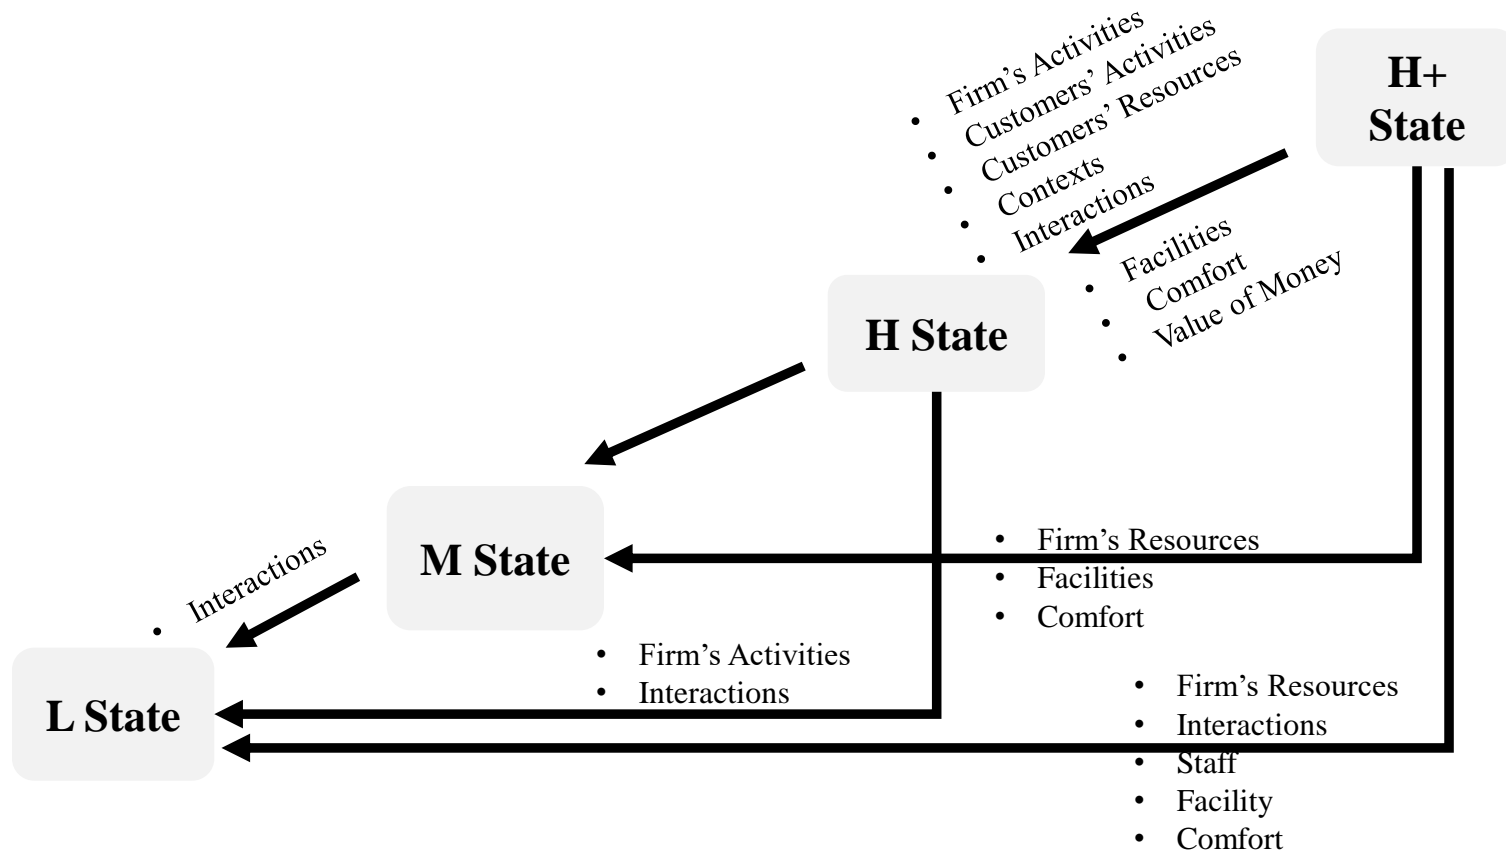 • Firm's Activities
• Customers' Activities
• Customers' Resources
• Contexts
• Interactions
H+
State
• Facilities
• Comfort
• Value of Money
H State
• Interactions
M State
• Firm's Resources
• Facilities
• Comfort
• Firm's Activities
• Interactions
L State
• Firm's Resources
• Interactions
• Staff
• Facility
• Comfort